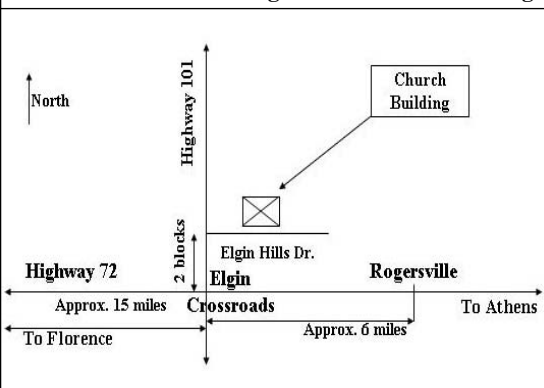 North
Highway 101
Church
Building
2 blocks
Elgin Hills Dr.
Highway 72
Elgin
Rogersville
Approx. 15 miles
Crossroads
To Athens
Approx. 6 miles
To Florence